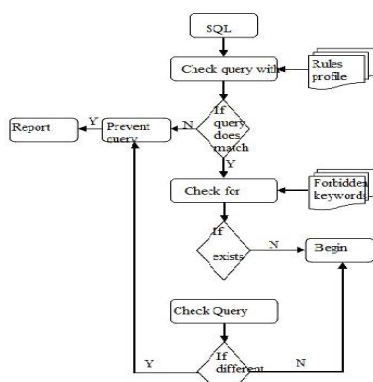 SQL
Check query with
Rules
profile
If
query
does
match
N
Prevent
query
Y
Report
Y
Check for
Forbidden
keywords
If
exists
N
Begin
Check Query
If
different
Y
N